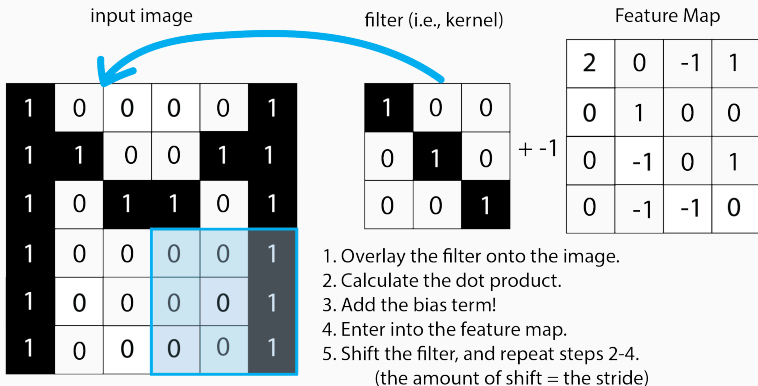 input image
filter (i.e., kernel)
Feature Map
1 0 0 0 0 1
1 1 0 0 1 1
1 0 1 1 0 1
1 0 0 0 0 1
1 0 0 0 0 1
1 0 0 0 0 1
1 0 0
0 1 0
0 0 1
+ -1
2 0 -1 1
0 1 0 0
0 -1 0 1
0 -1 -1 0
1. Overlay the filter onto the image.
2. Calculate the dot product.
3. Add the bias term!
4. Enter into the feature map.
5. Shift the filter, and repeat steps 2-4.
(the amount of shift = the stride)